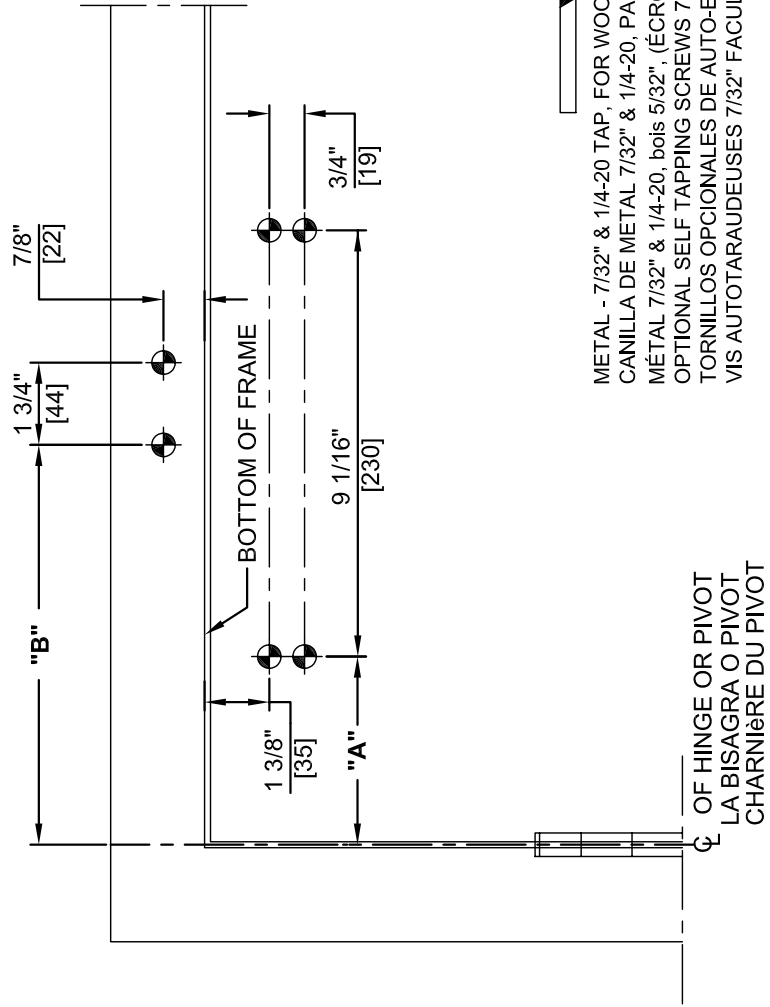 7/8"
[22]
1 3/4"
[44]
"B"
3/4"
[19]
BOTTOM OF FRAME
9 1/16"
[230]
1 3/8"
[35]
"A"
℄ OF HINGE OR PIVOT
LA BISAGRA O PIVOT
CHARNIèRE DU PIVOT
METAL - 7/32" & 1/4-20 TAP, FOR WOO
CANILLA DE METAL 7/32" & 1/4-20, PA
MÉTAL 7/32" & 1/4-20, bois 5/32", (ÉCRO
OPTIONAL SELF TAPPING SCREWS 7
TORNILLOS OPCIONALES DE AUTO-E
VIS AUTOTARAUDEUSES 7/32" FACUL